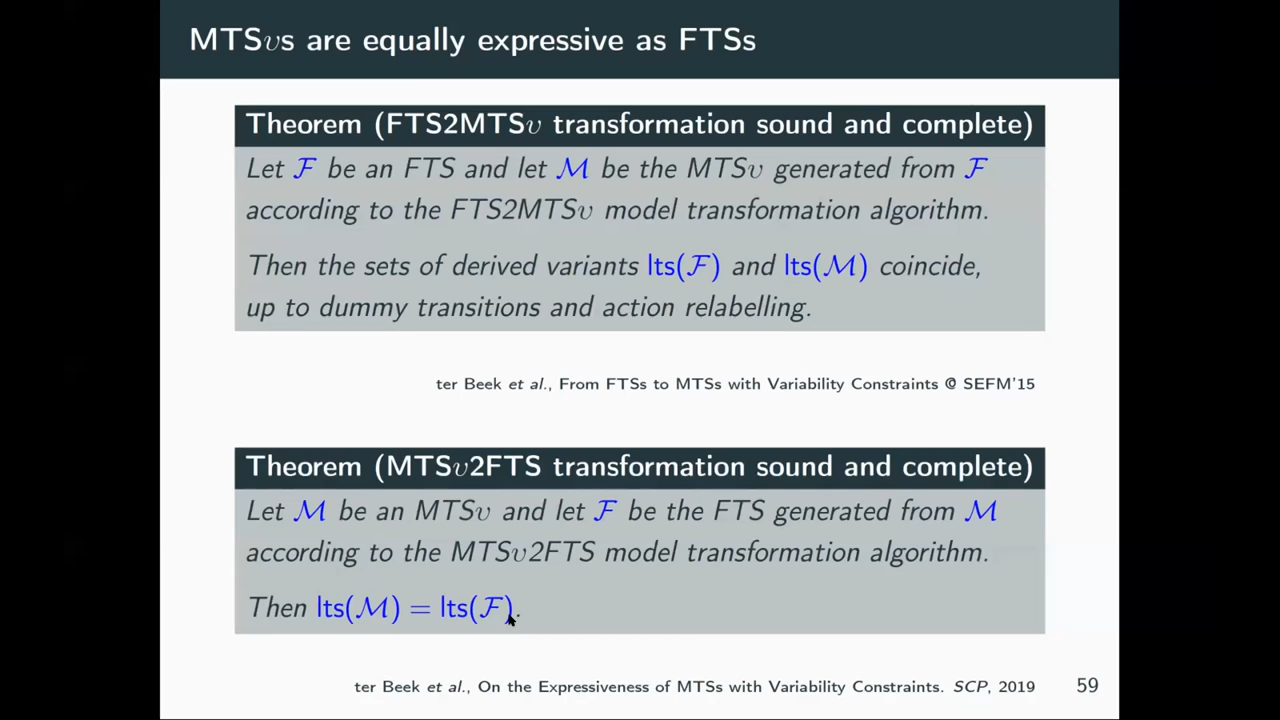 MTSυs are equally expressive as FTSs
Theorem (FTS2MTSυ transformation sound and complete)
Let ℱ be an FTS and let ℳ be the MTSυ generated from ℱ
according to the FTS2MTSυ model transformation algorithm.
Then the sets of derived variants lts(ℱ) and lts(ℳ) coincide,
up to dummy transitions and action relabelling.
ter Beek et al., From FTSs to MTSs with Variability Constraints @ SEFM'15
Theorem (MTSυ2FTS transformation sound and complete)
Let ℳ be an MTSυ and let ℱ be the FTS generated from ℳ
according to the MTSυ2FTS model transformation algorithm.
Then lts(ℳ) = lts(ℱ).
ter Beek et al., On the Expressiveness of MTSs with Variability Constraints. SCP, 2019
59